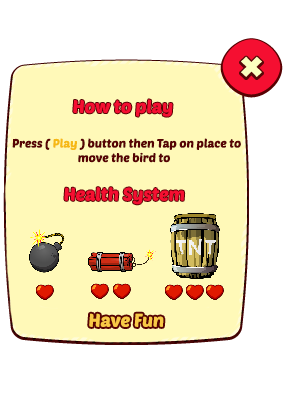 How to play
Press ( Play ) button then Tap on place to
move the bird to
Health System
TNT
Have Fun